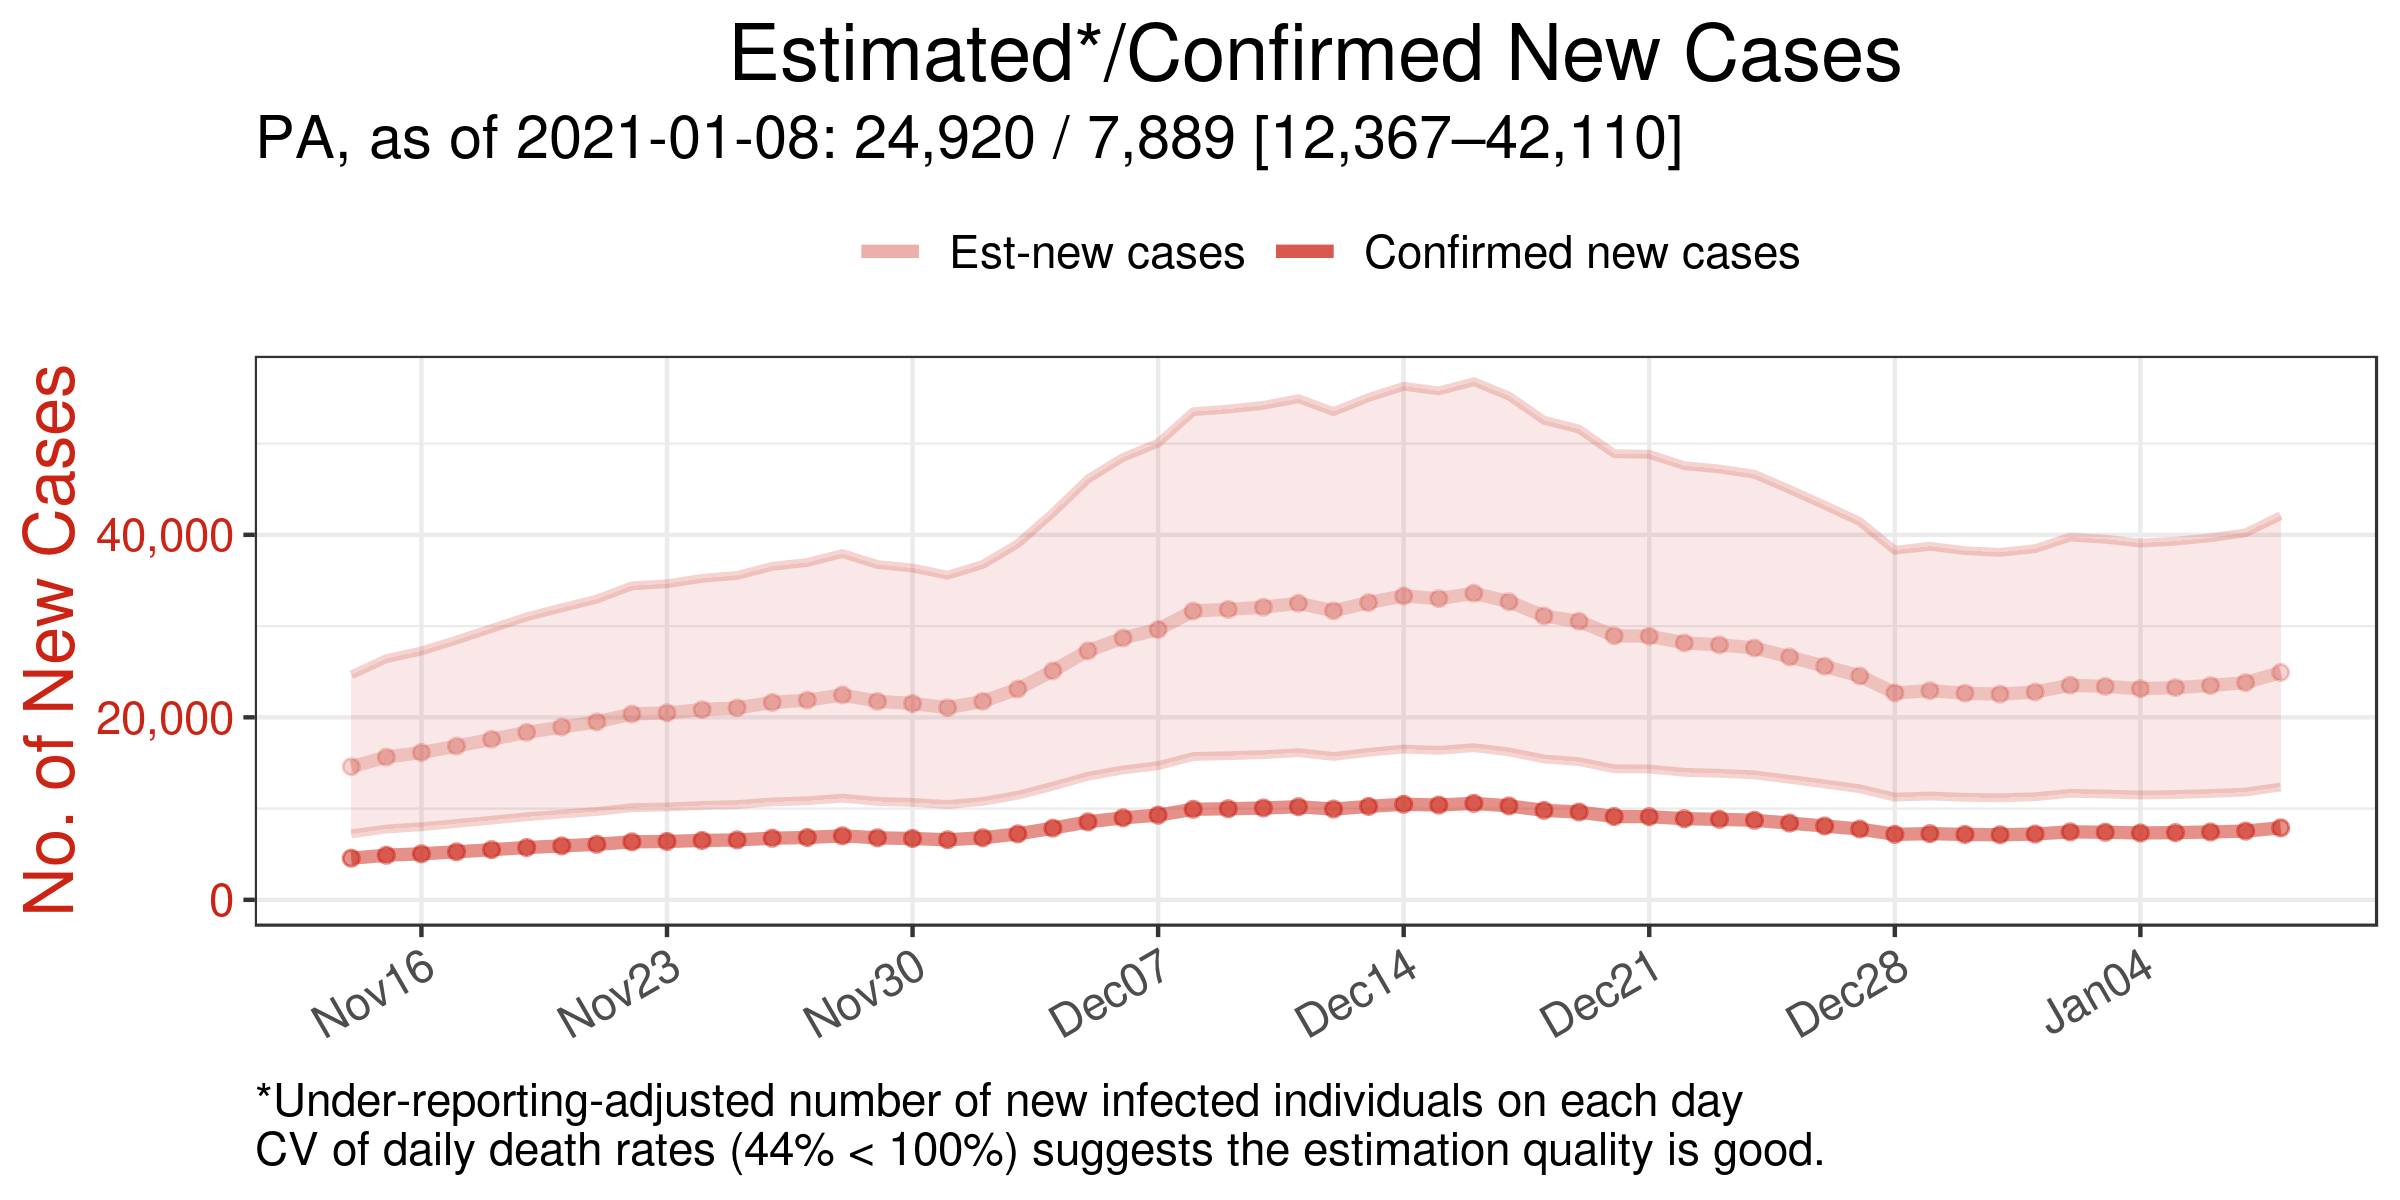 Estimated*/Confirmed New Cases
PA, as of 2021-01-08: 24,920 / 7,889 [12,367–42,110]
Est-new cases
Confirmed new cases
No. of New Cases
40,000
20,000
0
Nov16
Nov23
Nov30
Dec07
Dec14
Dec21
Dec28
Jan04
*Under-reporting-adjusted number of new infected individuals on each day
CV of daily death rates (44% < 100%) suggests the estimation quality is good.